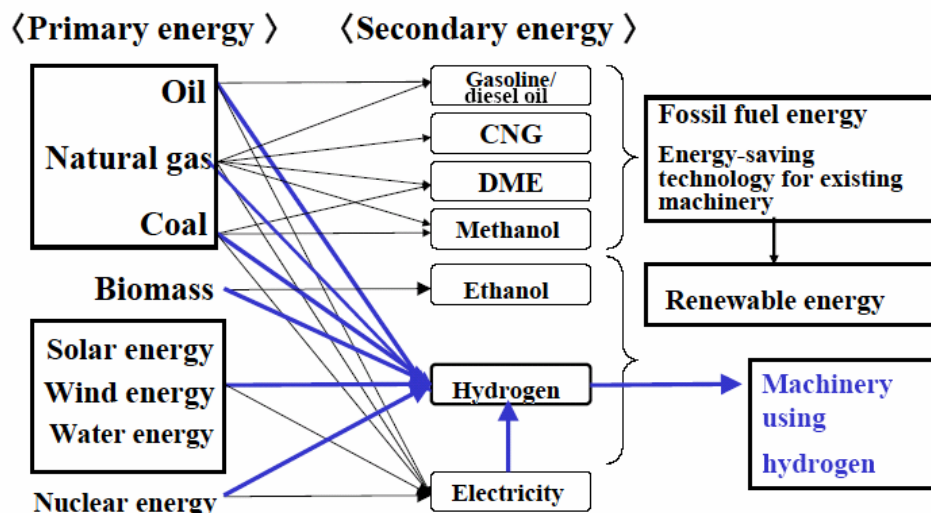 〈Primary energy 〉
〈Secondary energy 〉
Oil
Natural gas
Coal
Biomass
Solar energy
Wind energy
Water energy
Nuclear energy
Gasoline/
diesel oil
CNG
DME
Methanol
Ethanol
Hydrogen
Electricity
Fossil fuel energy
Energy-saving
technology for existing
machinery
Renewable energy
Machinery
using
hydrogen